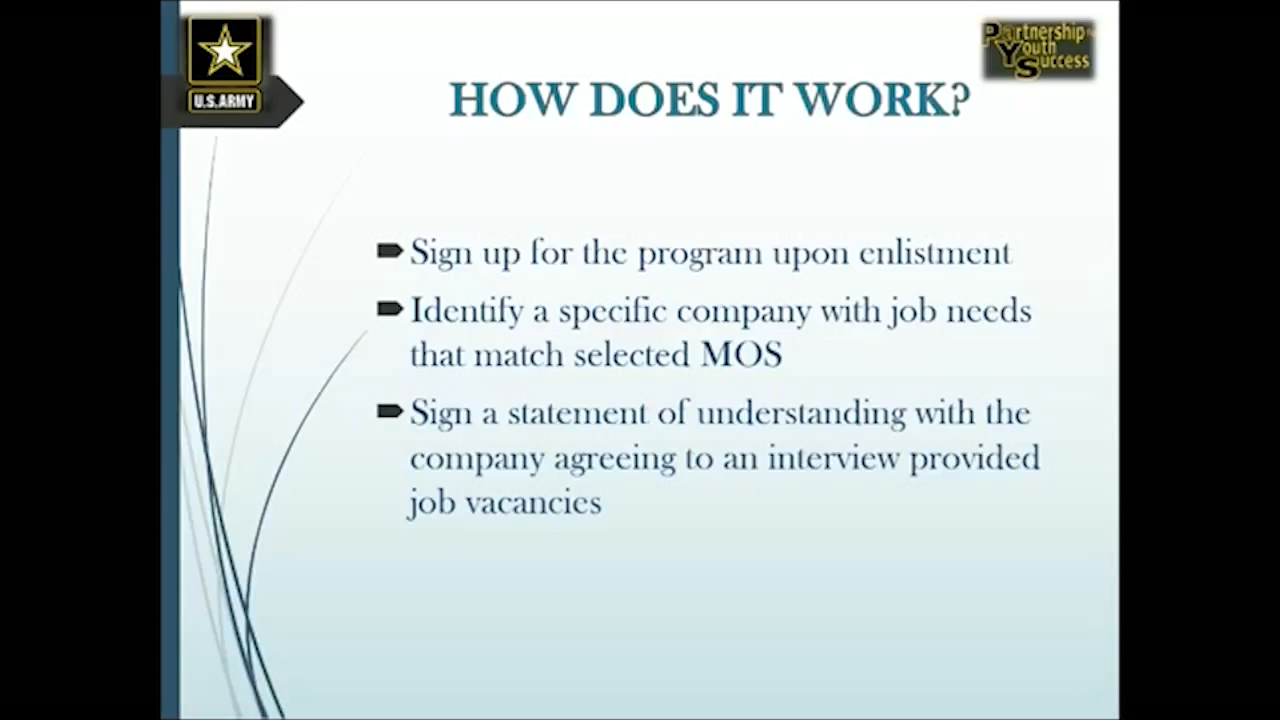 U.S.ARMY
Partnership
Youth
Success
HOW DOES IT WORK?
Sign up for the program upon enlistment
Identify a specific company with job needs
that match selected MOS
Sign a statement of understanding with the
company agreeing to an interview provided
job vacancies